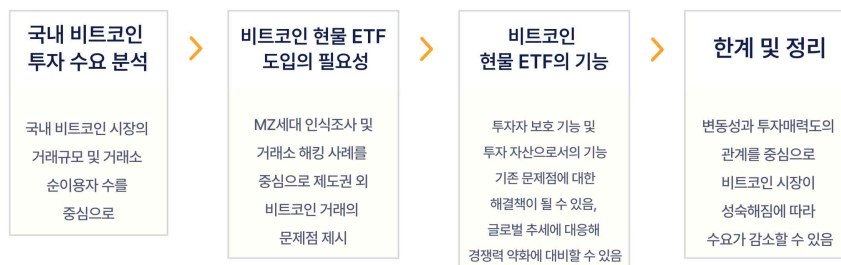 국내 비트코인
투자 수요 분석
국내 비트코인 시장의
거래규모 및 거래소
순이용자 수를
중심으로
비트코인 현물 ETF
도입의 필요성
MZ세대 인식조사 및
거래소 해킹 사례를
중심으로 제도권 외
비트코인 거래의
문제점 제시
비트코인
현물 ETF의 기능
투자자 보호 기능 및
투자 자산으로서의 기능
기존 문제점에 대한
해결책이 될 수 있음,
글로벌 추세에 대응해
경쟁력 약화에 대비할 수 있음
한계 및 정리
변동성과 투자매력도의
관계를 중심으로
비트코인 시장이
성숙해짐에 따라
수요가 감소할 수 있음